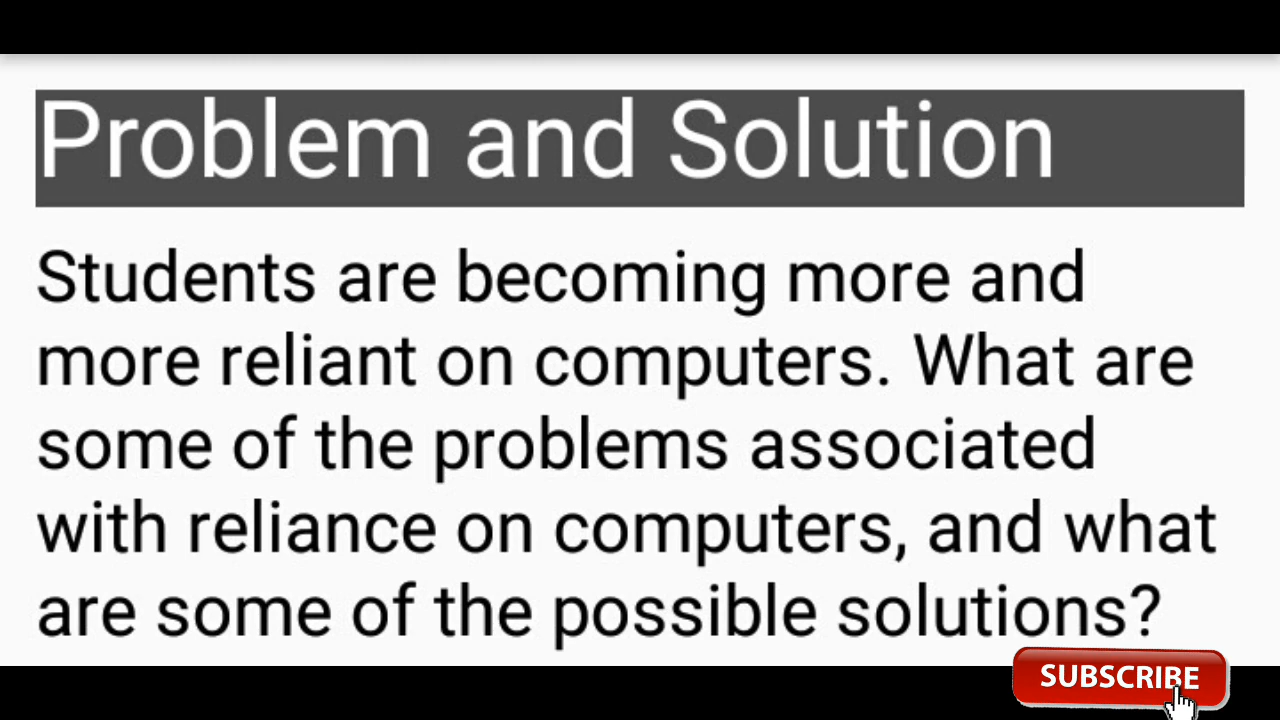 Problem and Solution
Students are becoming more and
more reliant on computers. What are
some of the problems associated
with reliance on computers, and what
are some of the possible solutions?
SUBSCRIBE